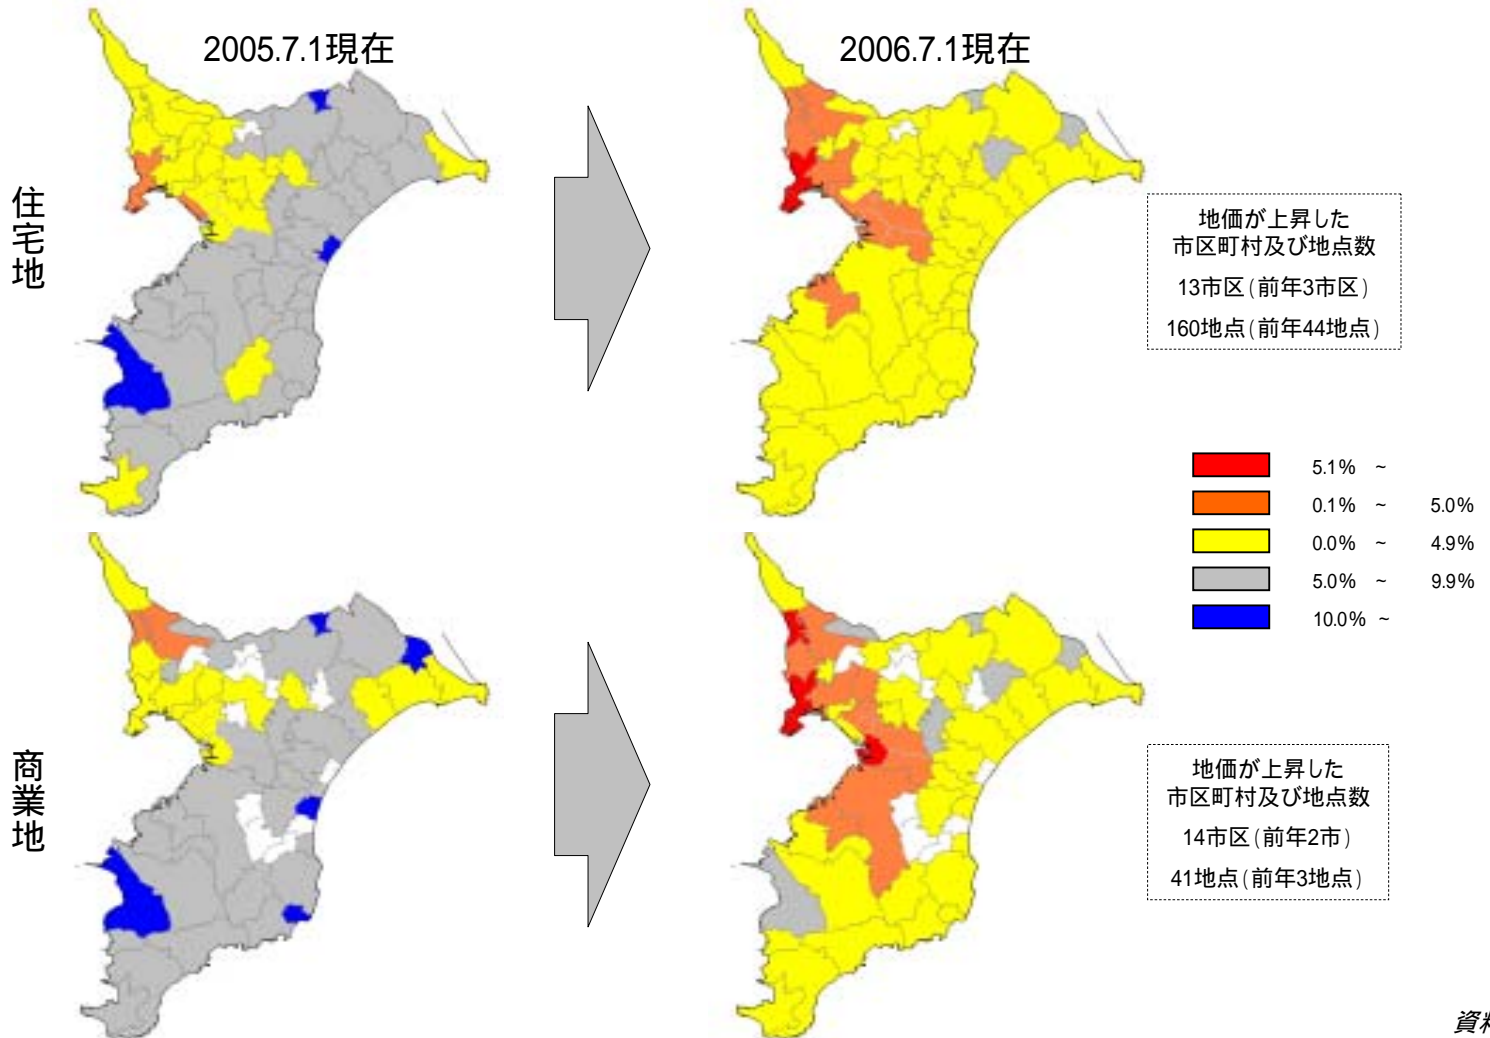 2005.7.1現在
2006.7.1現在
住宅地
地価が上昇した
市区町村及び地点数
13市区(前年3市区)
160地点(前年44地点)
5.1% ~
0.1% ~ 5.0%
0.0% ~ 4.9%
5.0% ~ 9.9%
10.0% ~
商業地
地価が上昇した
市区町村及び地点数
14市区(前年2市)
41地点(前年3地点)
資料